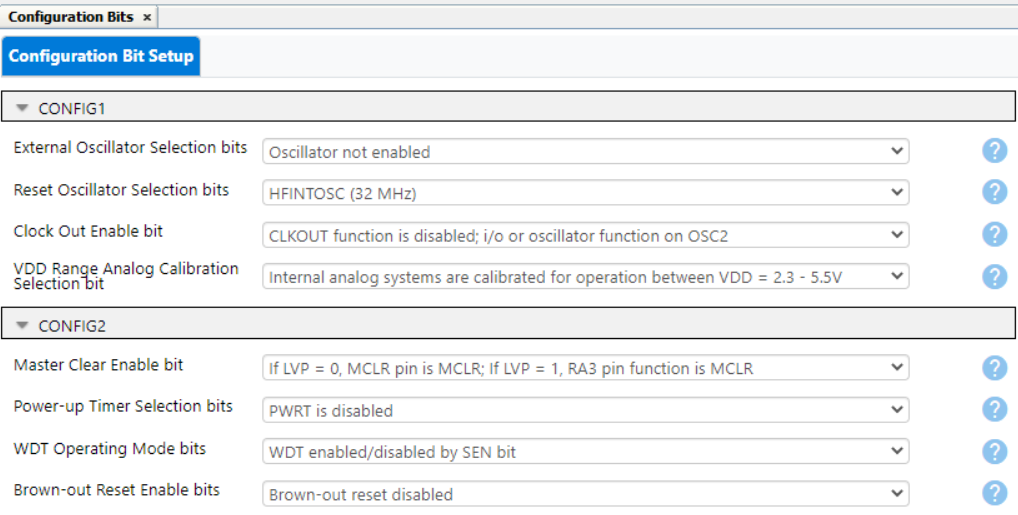 Configuration Bits ×
Configuration Bit Setup
CONFIG1
External Oscillator Selection bits Oscillator not enabled ?
Reset Oscillator Selection bits HFINTOSC (32 MHz) ?
Clock Out Enable bit CLKOUT function is disabled; i/o or oscillator function on OSC2 ?
VDD Range Analog Calibration
Selection bit Internal analog systems are calibrated for operation between VDD = 2.3 - 5.5V ?
CONFIG2
Master Clear Enable bit If LVP = 0, MCLR pin is MCLR; If LVP = 1, RA3 pin function is MCLR ?
Power-up Timer Selection bits PWRT is disabled ?
WDT Operating Mode bits WDT enabled/disabled by SEN bit ?
Brown-out Reset Enable bits Brown-out reset disabled ?